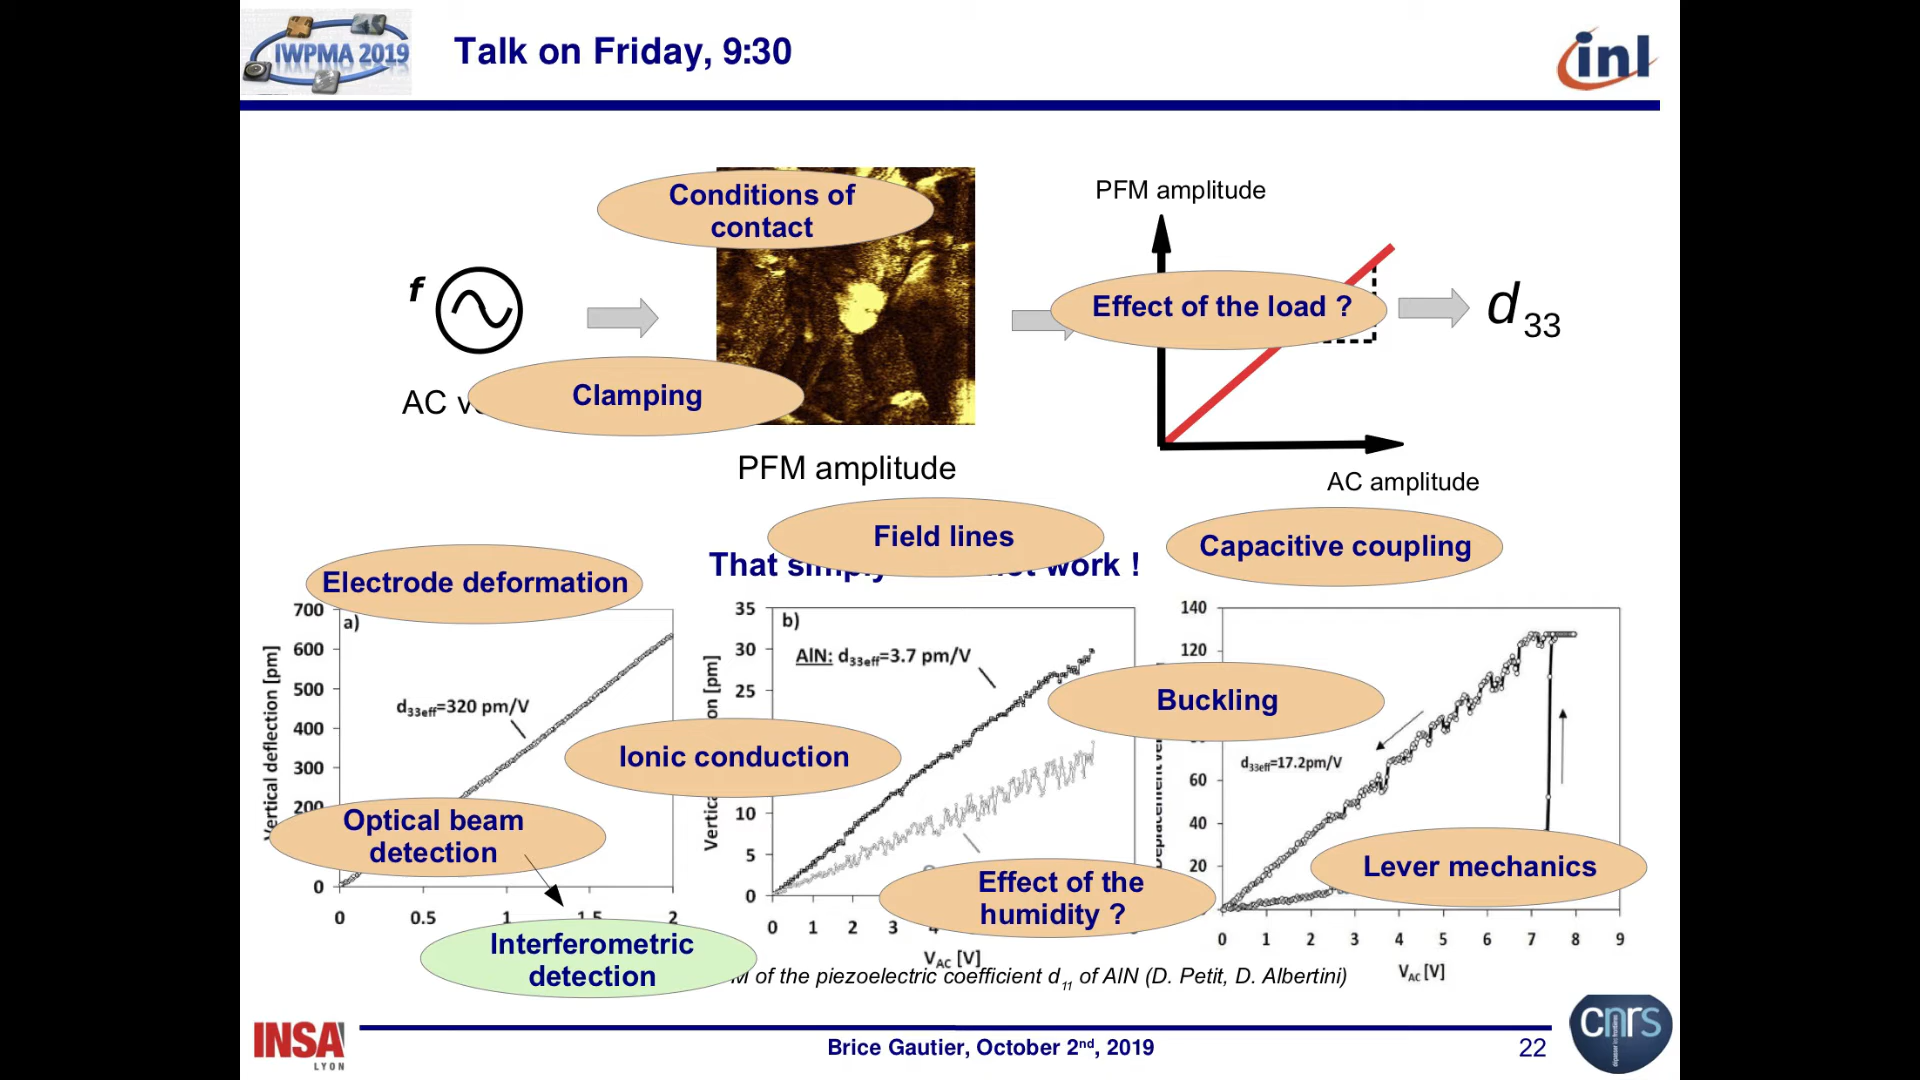 IWPMA 2019
Talk on Friday, 9:30
inl
Conditions of
contact
PFM amplitude
f
Effect of the load ?
d33
AC
Clamping
PFM amplitude
AC amplitude
Field lines
Capacitive coupling
That work !
Electrode deformation
700
600
500
400
300
200
0
a)
d33eff=320 pm/V
Vertical deflection [pm]
0 0.5 1 1.5 2
35
30
25
10
5
0
b)
AlN: d33eff=3.7 pm/V
[pm]
Buckling
Ionic conduction
140
120
60
40
20
d33eff=17.2pm/V
Optical beam
detection
Lever mechanics
Effect of the
humidity ?
0 1 2 3
VAC [V]
0 1 2 3 4 5 6 7 8 9
VAC [V]
Interferometric
detection
of the piezoelectric coefficient d11 of AlN (D. Petit, D. Albertini)
INSA
LYON
Brice Gautier, October 2nd, 2019
22
cnrs